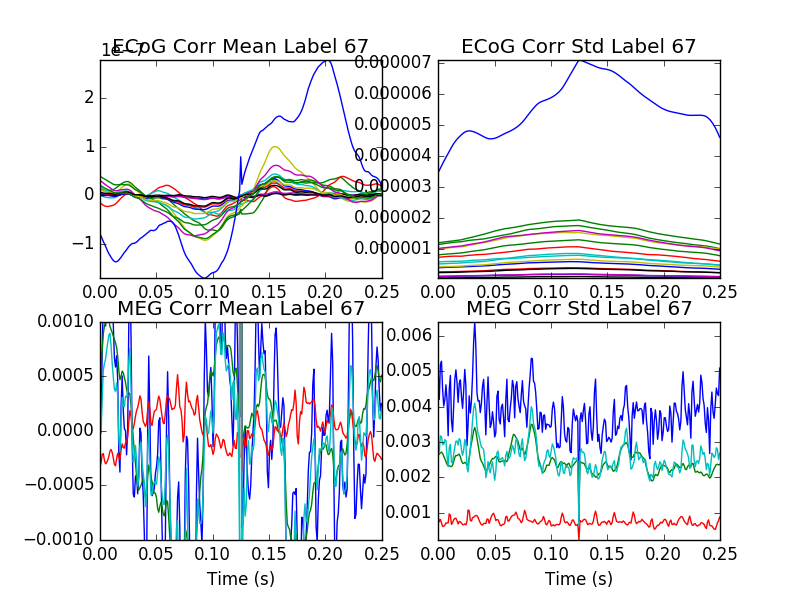 ECoG Corr Mean Label 67
1e−7
2
1
0
−1
0.00 0.05 0.10 0.15 0.20 0.25
ECoG Corr Std Label 67
0.000007
0.000006
0.000005
0.000004
0.000003
0.000002
0.000001
0.00 0.05 0.10 0.15 0.20 0.25
MEG Corr Mean Label 67
0.0010
0.0005
0.0000
−0.0005
−0.0010
0.00 0.05 0.10 0.15 0.20 0.25
Time (s)
MEG Corr Std Label 67
0.006
0.005
0.004
0.003
0.002
0.001
0.00 0.05 0.10 0.15 0.20 0.25
Time (s)